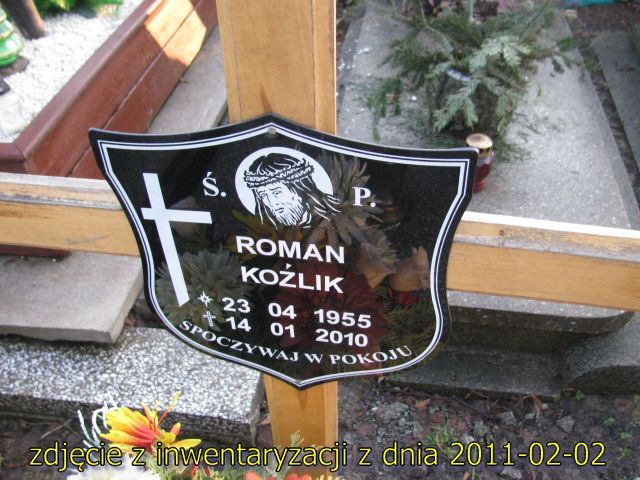 Ś. P.
ROMAN
KOŹLIK
23 04 1955
14 01 2010
SPOCZYWAJ W POKOJU
zdjęcie z inwentaryzacji z dnia 2011-02-02